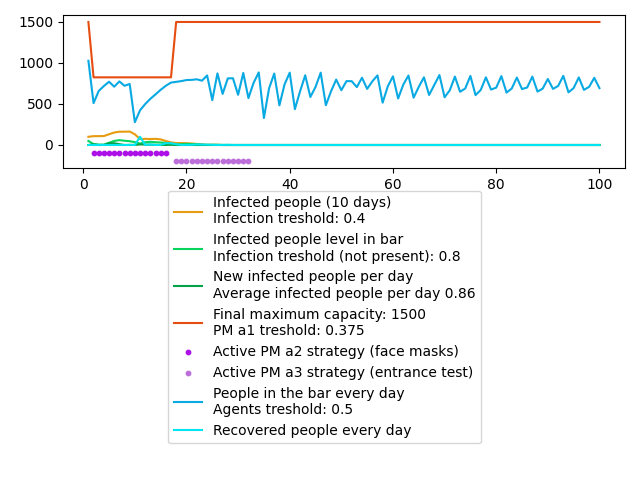 1500
1000
500
0
0 20 40 60 80 100
Infected people (10 days)
Infection treshold: 0.4
Infected people level in bar
Infection treshold (not present): 0.8
New infected people per day
Average infected people per day 0.86
Final maximum capacity: 1500
PM a1 treshold: 0.375
Active PM a2 strategy (face masks)
Active PM a3 strategy (entrance test)
People in the bar every day
Agents treshold: 0.5
Recovered people every day